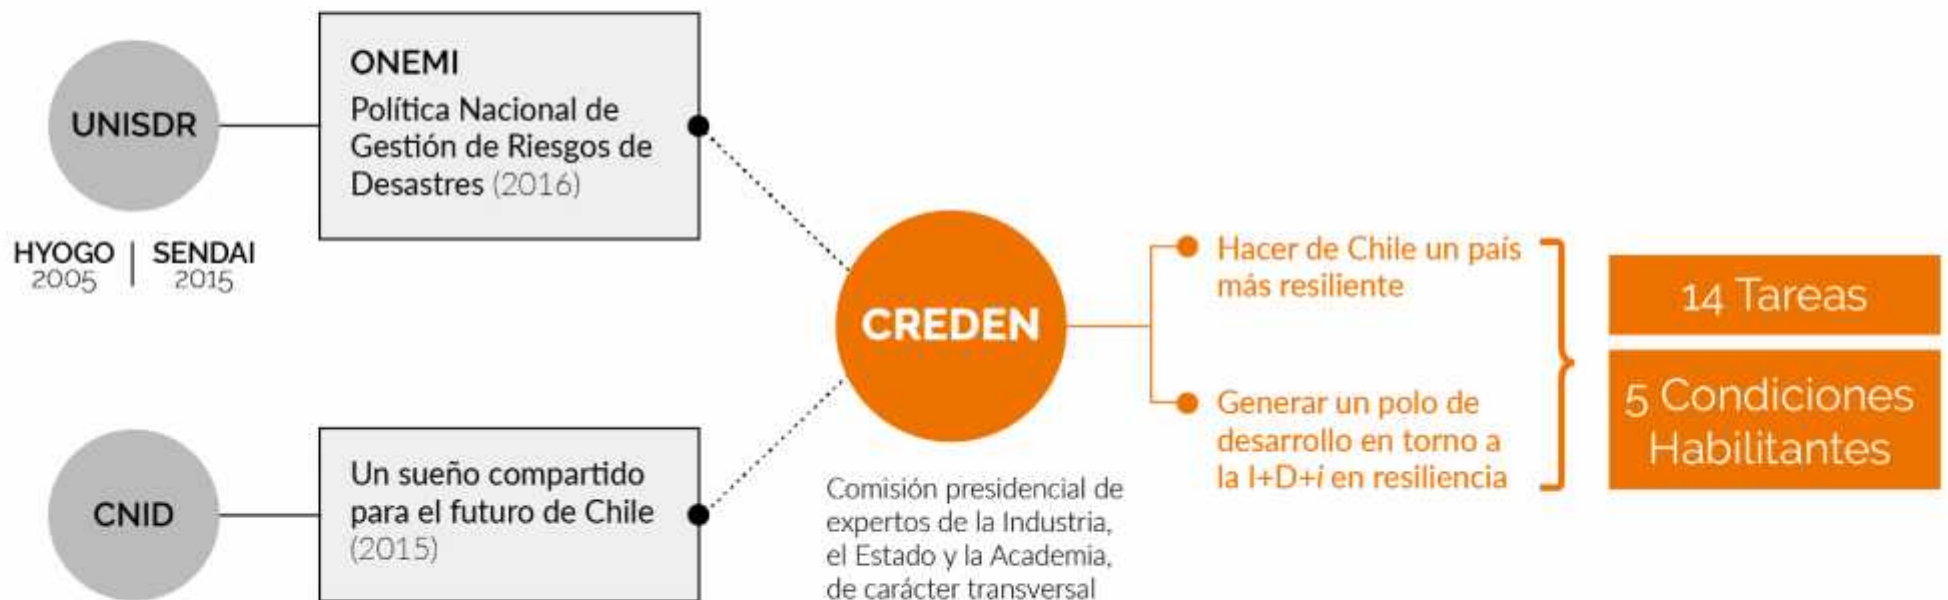 UNISDR
HYOGO | SENDAI
2005 | 2015
ONEMI
Política Nacional de
Gestión de Riesgos de
Desastres (2016)
CNID
Un sueño compartido
para el futuro de Chile
(2015)
CREDEN
Comisión presidencial de
expertos de la Industria,
el Estado y la Academia,
de carácter transversal
Hacer de Chile un país
más resiliente
Generar un polo de
desarrollo en torno a
la I+D+i en resiliencia
14 Tareas
5 Condiciones
Habilitantes